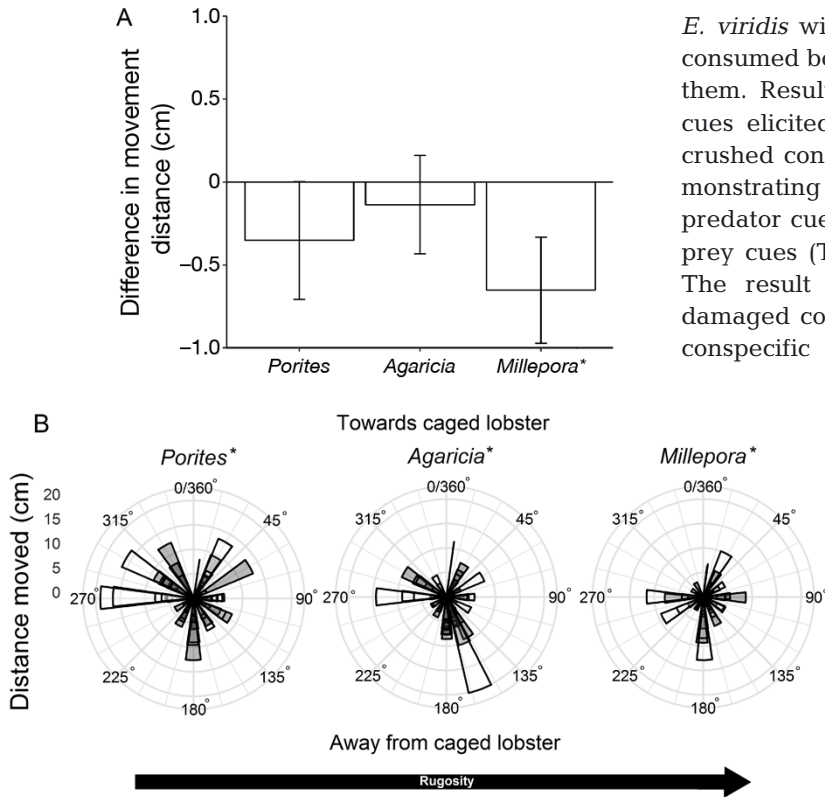 A
1.0
0.5
0
−0.5
−1.0
Difference in movement
distance (cm)
Porites
Agaricia
Millepora*
E. viridis wi
consumed be
them. Result
cues elicited
crushed con
monstrating
predator cue
prey cues (T
The result
damaged co
conspecific
B
Towards caged lobster
Distance moved (cm)
20
15
10
5
0
Porites*
0/360°
45°
90°
135°
180°
225°
270°
315°
Agaricia*
0/360°
45°
90°
135°
180°
225°
270°
315°
Millepora*
0/360°
45°
90°
135°
180°
225°
270°
315°
Away from caged lobster
Rugosity